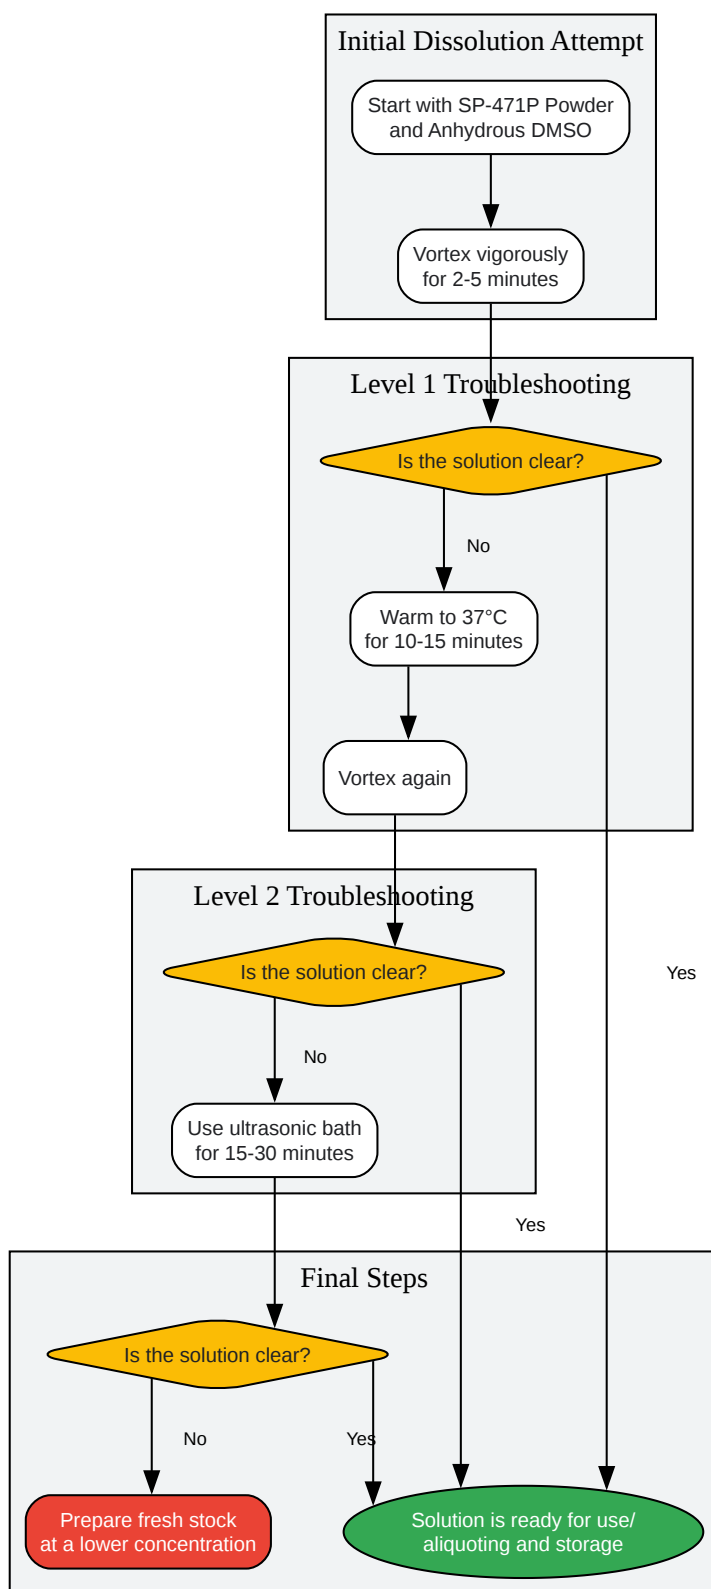 Initial Dissolution Attempt
Start with SP-471P Powder
and Anhydrous DMSO
Vortex vigorously
for 2-5 minutes
Level 1 Troubleshooting
Is the solution clear?
No
Warm to 37°C
for 10-15 minutes
Vortex again
Level 2 Troubleshooting
Is the solution clear?
Yes
No
Use ultrasonic bath
for 15-30 minutes
Yes
Final Steps
Is the solution clear?
No
Yes
Prepare fresh stock
at a lower concentration
Solution is ready for use/
aliquoting and storage